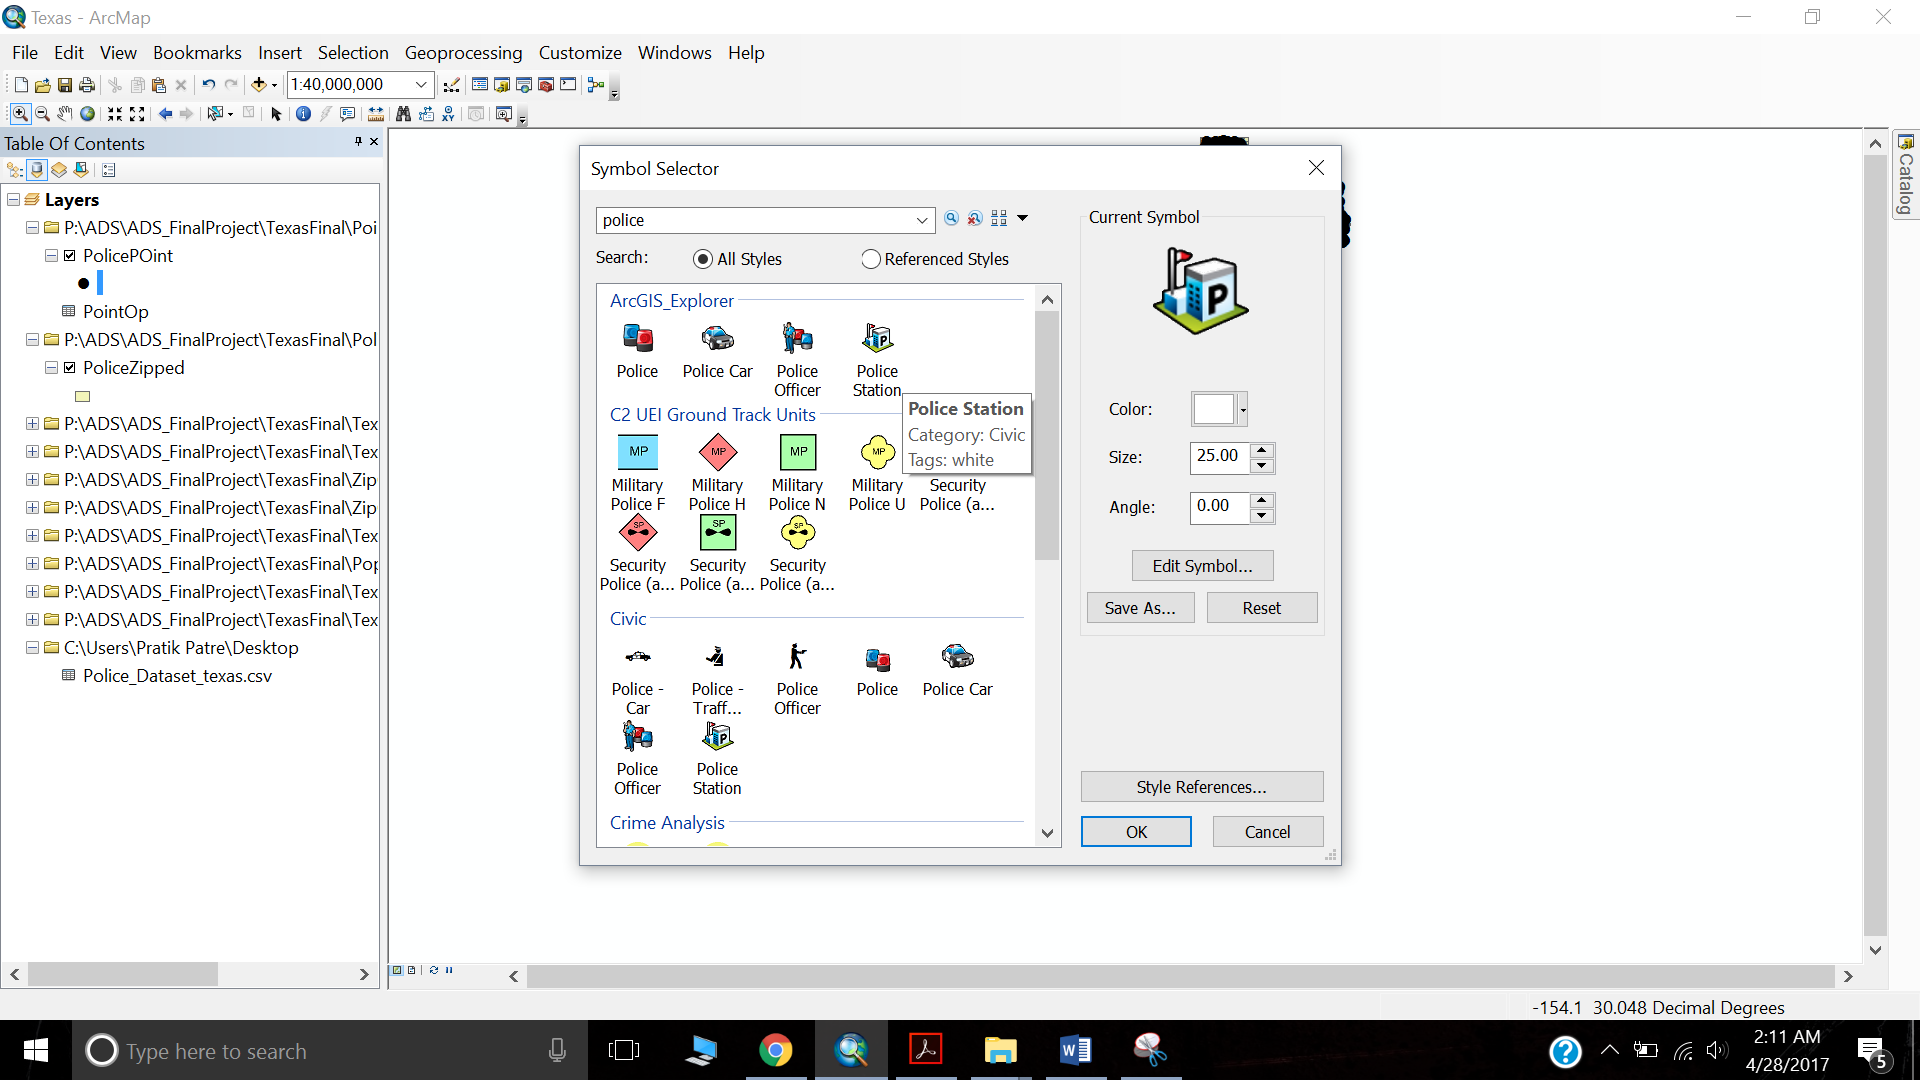 Texas - ArcMap
File Edit View Bookmarks Insert Selection Geoprocessing Customize Windows Help
1:40,000,000
Table Of Contents
Layers
P:\ADS\ADS_FinalProject\TexasFinal\Poi
PolicePOint
PointOp
P:\ADS\ADS_FinalProject\TexasFinal\Pol
PoliceZipped
P:\ADS\ADS_FinalProject\TexasFinal\Tex
P:\ADS\ADS_FinalProject\TexasFinal\Tex
P:\ADS\ADS_FinalProject\TexasFinal\Zip
P:\ADS\ADS_FinalProject\TexasFinal\Zip
P:\ADS\ADS_FinalProject\TexasFinal\Tex
P:\ADS\ADS_FinalProject\TexasFinal\Pop
P:\ADS\ADS_FinalProject\TexasFinal\Tex
P:\ADS\ADS_FinalProject\TexasFinal\Tex
C:\Users\Pratik Patre\Desktop
Police_Dataset_texas.csv
Symbol Selector
police
Search: All Styles Referenced Styles
ArcGIS_Explorer
Police Police Car Police Police
Officer Station
C2 UEI Ground Track Units
MP MP MP MP
Military Military Military Military Security
Police F Police H Police N Police U Police (a...
SP SP SP
Security Security Security
Police (a... Police (a... Police (a...
Civic
Police - Police - Police Police Police Car
Car Traff... Officer
Police Police
Officer Station
Crime Analysis
Police Station
Category: Civic
Tags: white
Current Symbol
P
Color:
Size: 25.00
Angle: 0.00
Edit Symbol...
Save As... Reset
Style References...
OK Cancel
Catalog
-154.1 30.048 Decimal Degrees
Type here to search
2:11 AM
4/28/2017
5